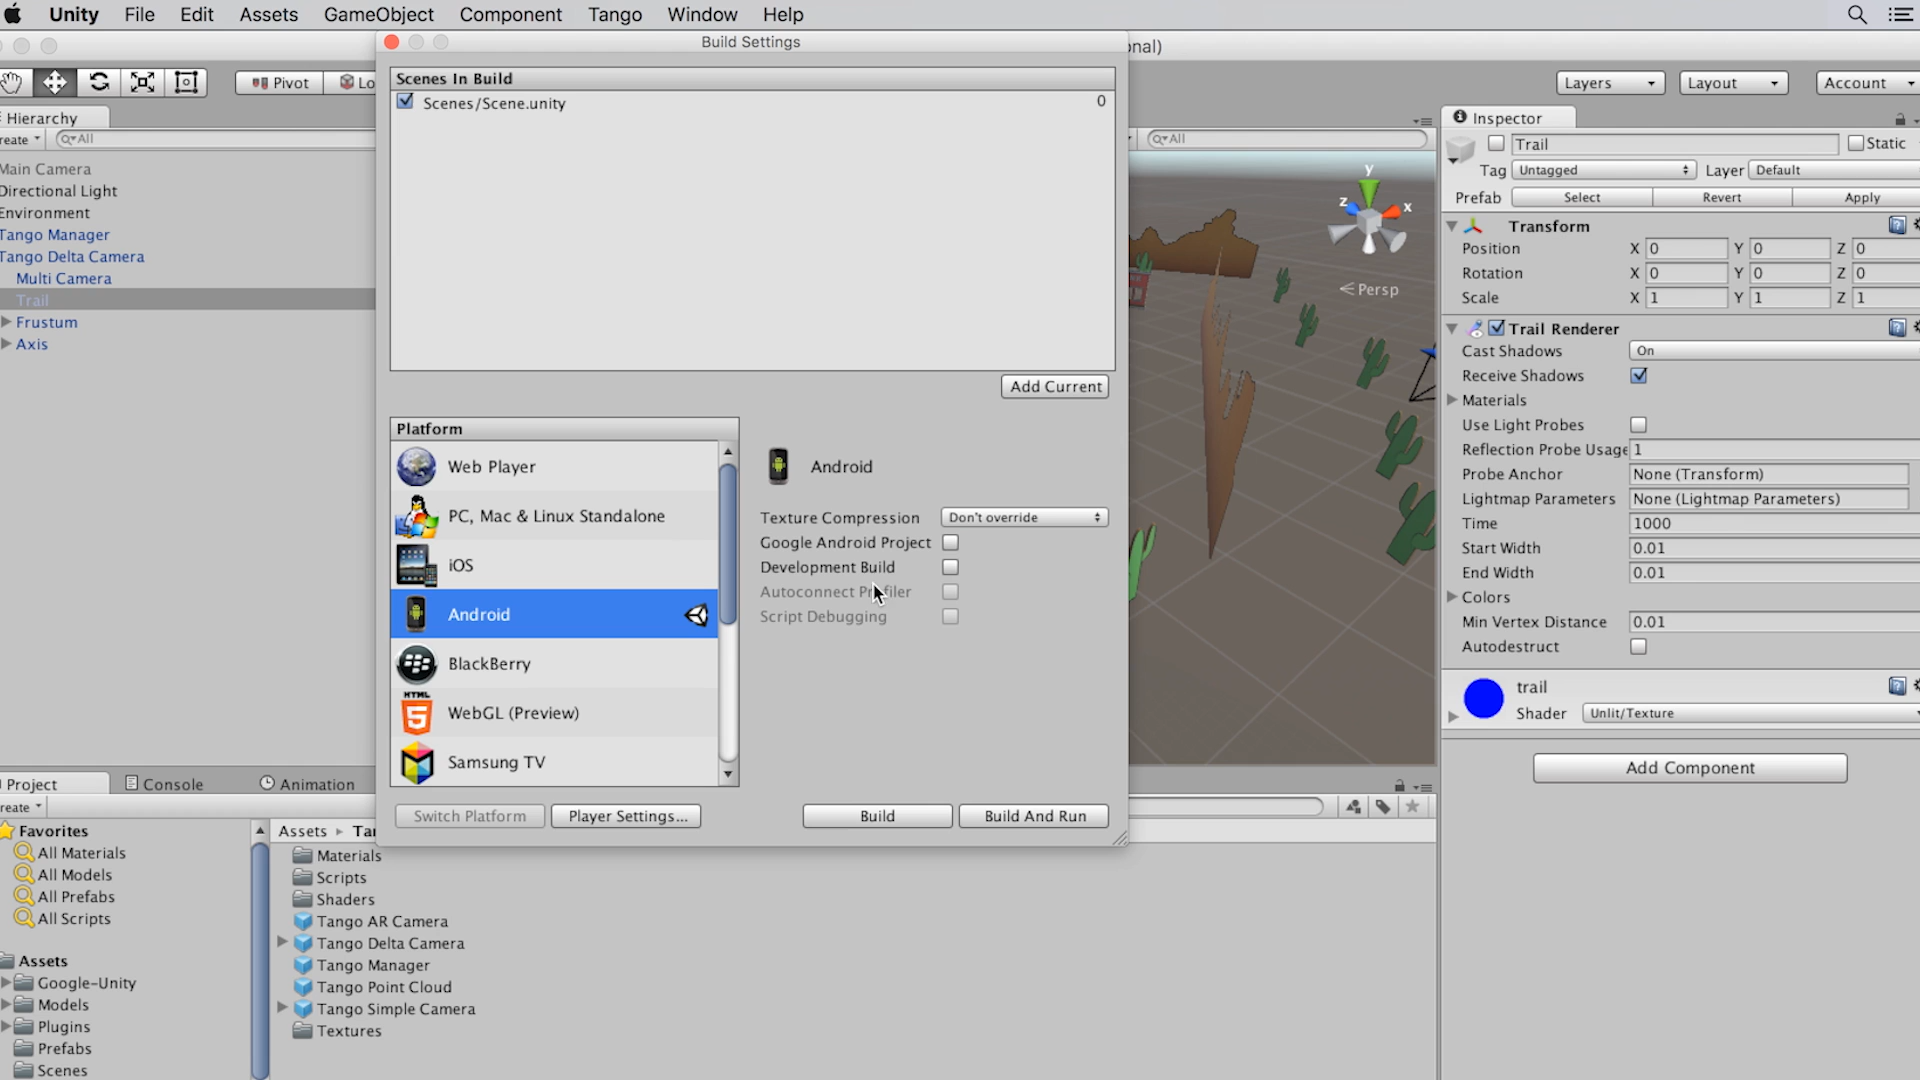 Unity File Edit Assets GameObject Component Tango Window Help
Build Settings
onal)
Pivot
Lo
Layers
Layout
Account
Scenes In Build
Scenes/Scene.unity 0
Add Current
Hierarchy
reate
All
Main Camera
Directional Light
Environment
Tango Manager
Tango Delta Camera
Multi Camera
Trail
Frustum
Axis
Platform
Web Player
PC, Mac & Linux Standalone
iOS
Android
BlackBerry
HTML
5
WebGL (Preview)
Samsung TV
Android
Texture Compression Don't override
Google Android Project
Development Build
Autoconnect Profiler
Script Debugging
Switch Platform
Player Settings...
Build
Build And Run
All
y
z
x
Persp
Inspector
Trail
Static
Tag Untagged Layer Default
Prefab Select Revert Apply
Transform
Position X 0 Y 0 Z 0
Rotation X 0 Y 0 Z 0
Scale X 1 Y 1 Z 1
Trail Renderer
Cast Shadows On
Receive Shadows
Materials
Use Light Probes
Reflection Probe Usage 1
Probe Anchor None (Transform)
Lightmap Parameters None (Lightmap Parameters)
Time 1000
Start Width 0.01
End Width 0.01
Colors
Min Vertex Distance 0.01
Autodestruct
trail
Shader Unlit/Texture
Add Component
Project
Console
Animation
reate
Favorites
All Materials
All Models
All Prefabs
All Scripts
Assets
Google-Unity
Models
Plugins
Prefabs
Scenes
Assets Tan
Materials
Scripts
Shaders
Tango AR Camera
Tango Delta Camera
Tango Manager
Tango Point Cloud
Tango Simple Camera
Textures